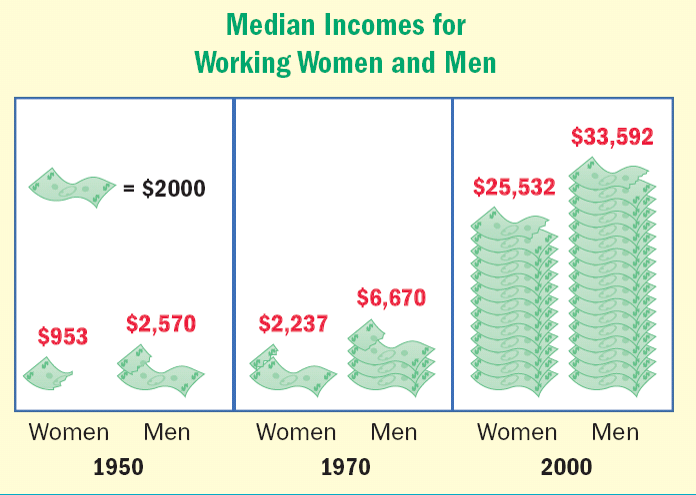 Median Incomes for
Working Women and Men
= $2000
$953
$2,570
$2,237
$6,670
$25,532
$33,592
Women Men
1950
Women Men
1970
Women Men
2000